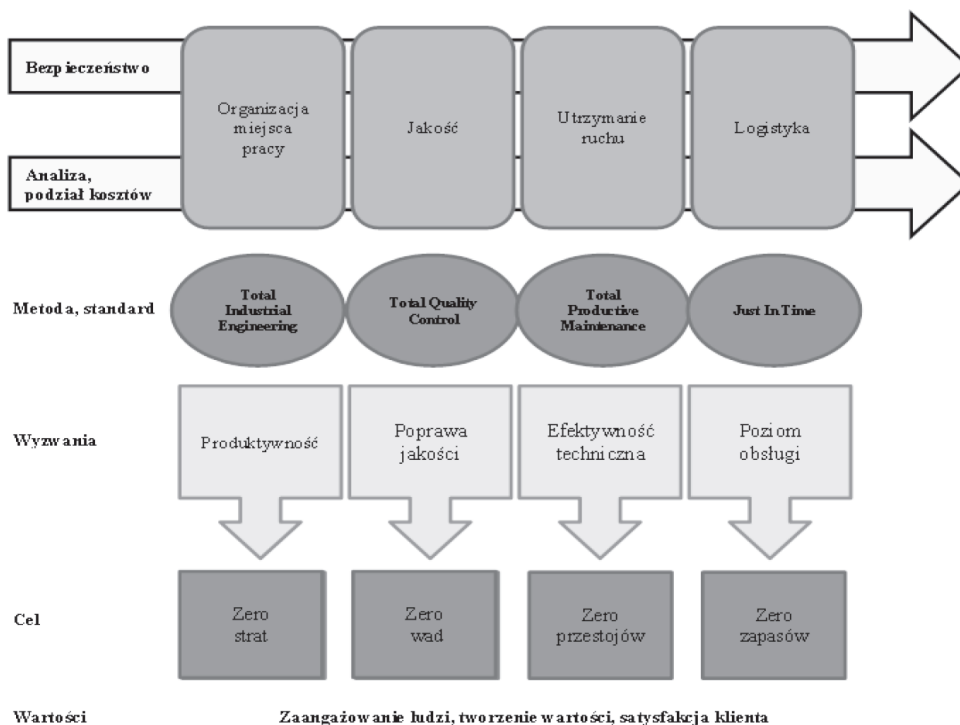 Bezpieczeństwo
Organizacja
miejsca
pracy
Jakość
Utrzymanie
ruchu
Logistyka
Analiza,
podział kosztów
Metoda, standard
Total
Industrial
Engineering
Total Quality
Control
Total
Productive
Maintenance
Just In Time
Wyzwania
Produktywność
Poprawa
jakości
Efektywność
techniczna
Poziom
obsługi
Cel
Zero
strat
Zero
wad
Zero
przestojów
Zero
zapasów
Wartości
Zaangażowanie ludzi, tworzenie wartości, satysfakcja klienta